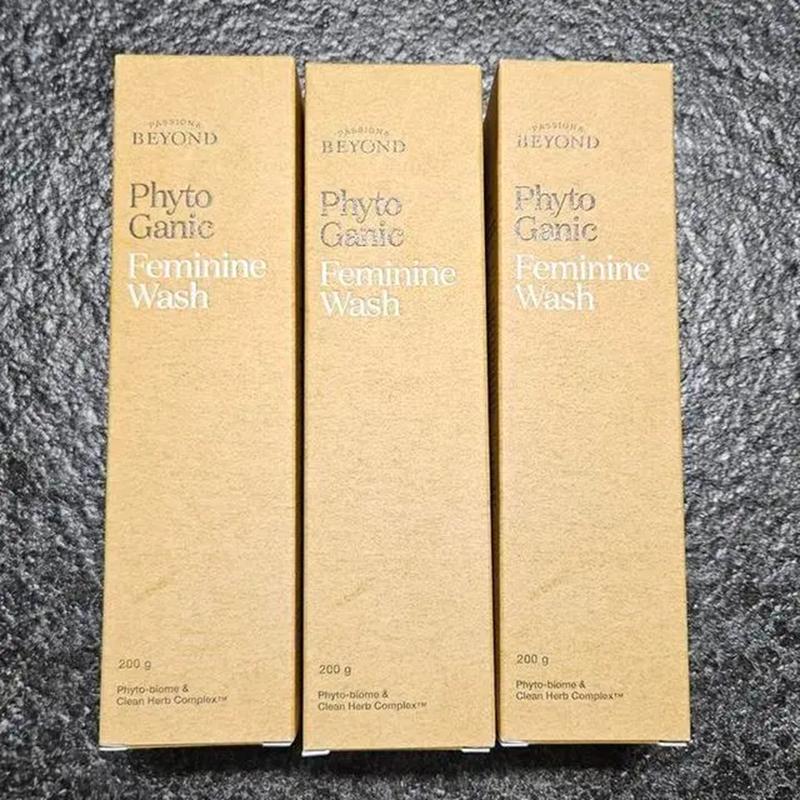 PASSIONS
BEYOND
Phyto
Ganic
Feminine
Wash
200 g
Phyto-biome &
Clean Herb Complex™
PASSIONS
BEYOND
Phyto
Ganic
Feminine
Wash
200 g
Phyto-biome &
Clean Herb Complex™
PASSIONS
BEYOND
Phyto
Ganic
Feminine
Wash
200 g
Phyto-biome &
Clean Herb Complex™